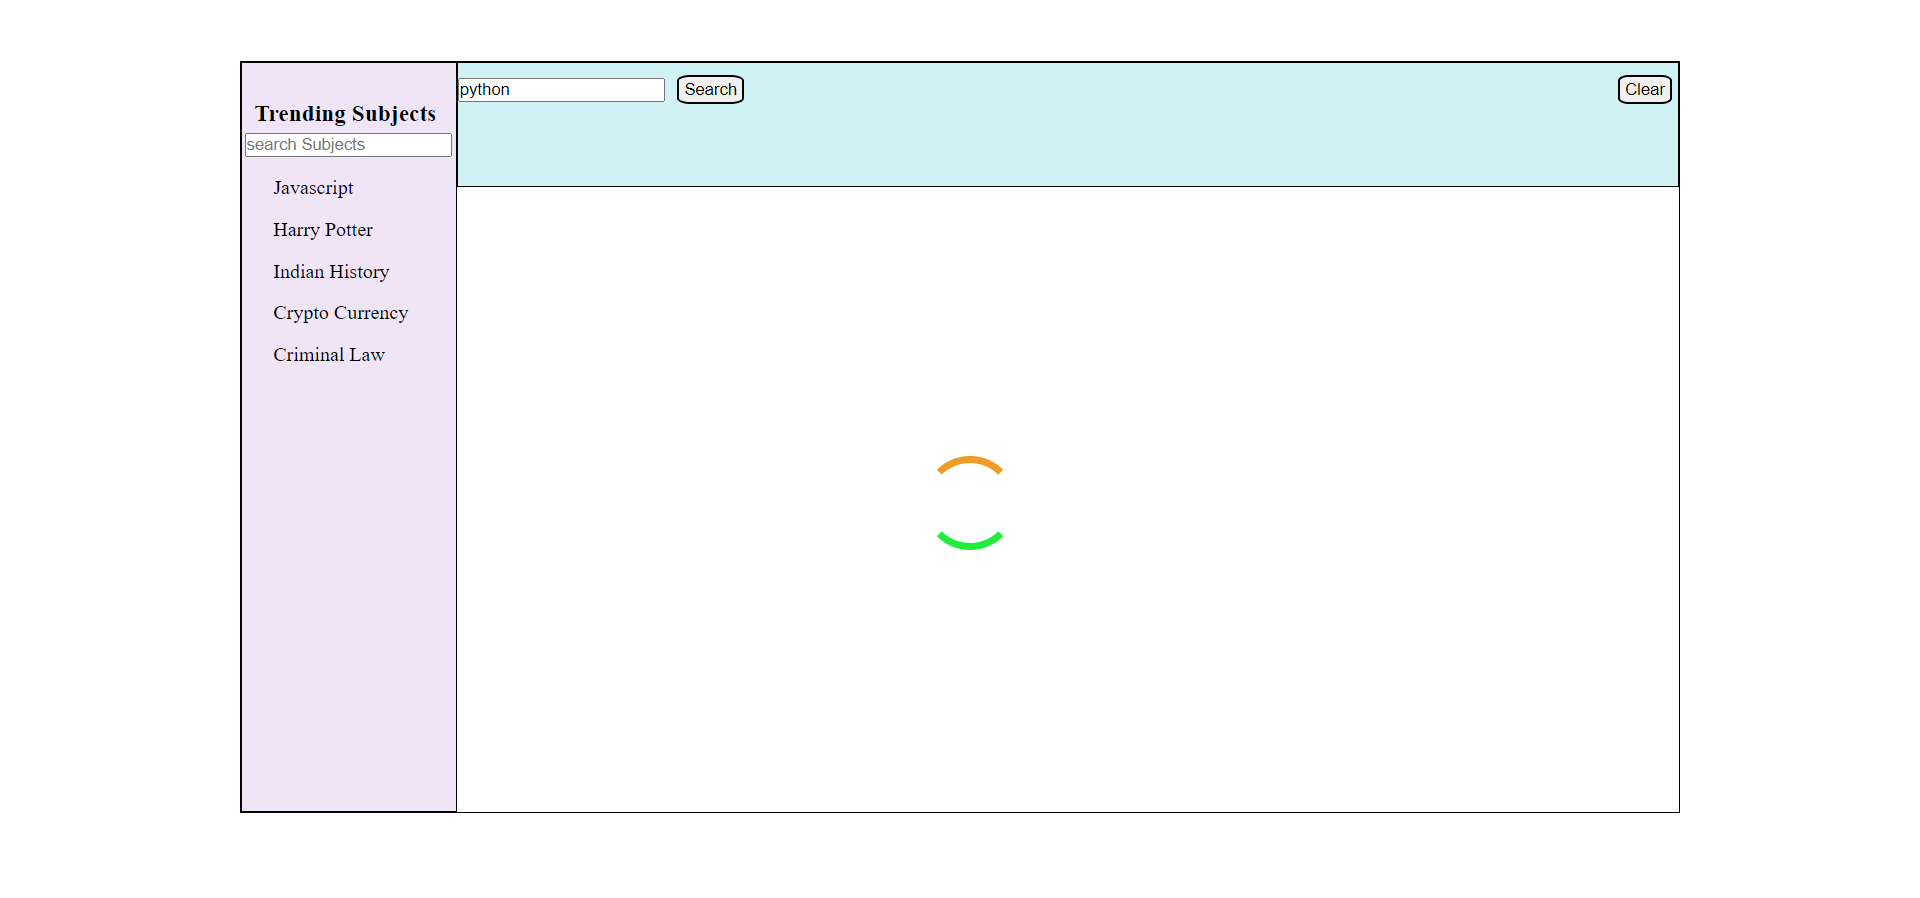 Trending Subjects
search Subjects
Javascript
Harry Potter
Indian History
Crypto Currency
Criminal Law
python Search Clear